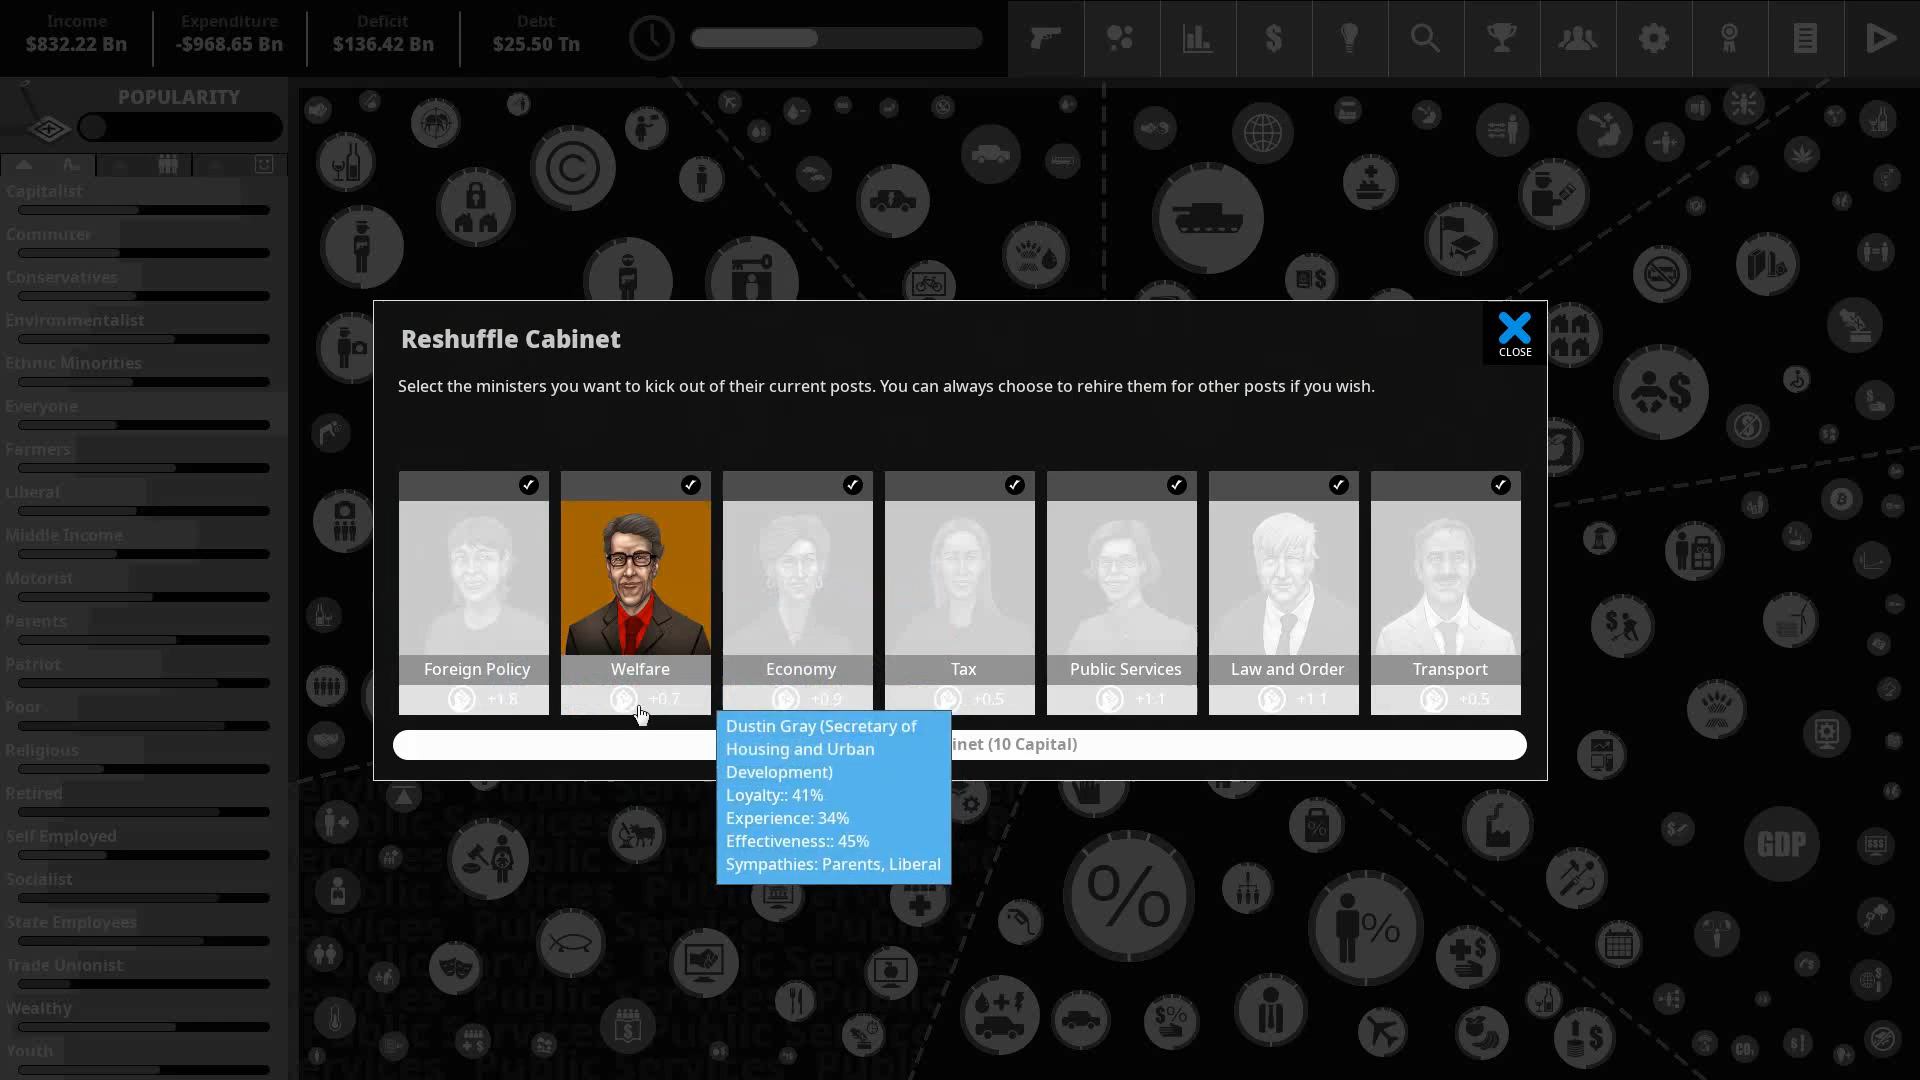 Income
$832.22 Bn
Expenditure
-$968.65 Bn
Deficit
$136.42 Bn
Debt
$25.50 Tn
POPULARITY
Capitalist
Commuter
Conservatives
Environmentalist
Ethnic Minorities
Everyone
Farmers
Liberal
Middle Income
Motorist
Parents
Patriot
Poor
Religious
Retired
Self Employed
Socialist
State Employees
Trade Unionist
Wealthy
Youth
Reshuffle Cabinet
CLOSE
Select the ministers you want to kick out of their current posts. You can always choose to rehire them for other posts if you wish.
Foreign Policy
+1.8
Welfare
+0.7
Economy
+0.9
Tax
+0.5
Public Services
+1.1
Law and Order
+1.1
Transport
+0.5
inet (10 Capital)
Dustin Gray (Secretary of
Housing and Urban
Development)
Loyalty:: 41%
Experience: 34%
Effectiveness:: 45%
Sympathies: Parents, Liberal
GDP